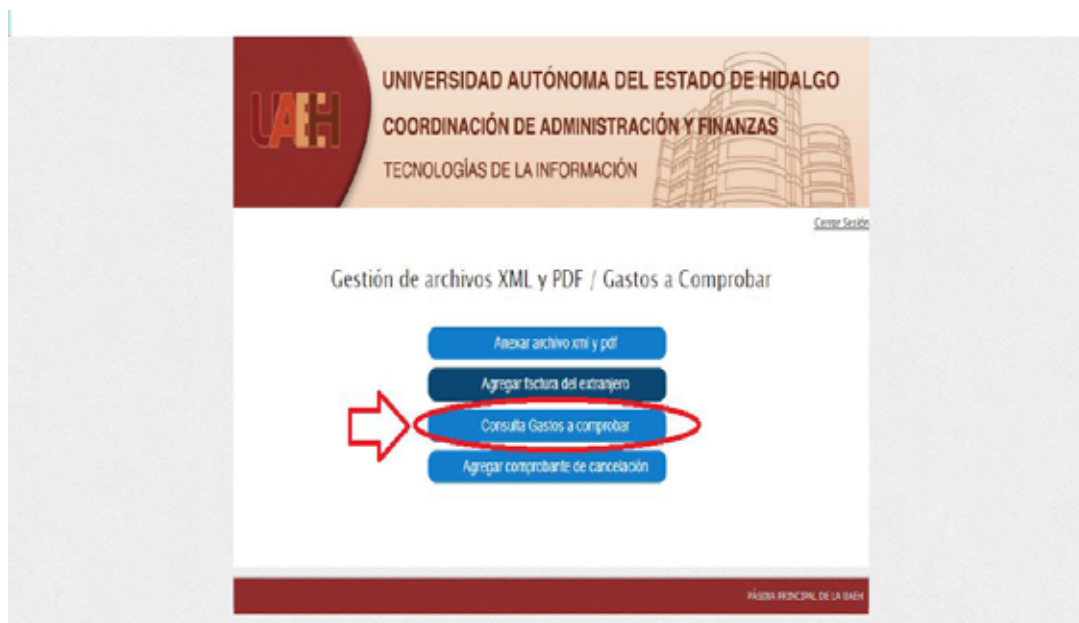 UAEH
UNIVERSIDAD AUTÓNOMA DEL ESTADO DE HIDALGO
COORDINACIÓN DE ADMINISTRACIÓN Y FINANZAS
TECNOLOGÍAS DE LA INFORMACIÓN
Cerrar Sesión
Gestión de archivos XML y PDF / Gastos a Comprobar
Anexar archivo xml y pdf
Agregar factura del extranjero
Consulta Gastos a comprobar
Agregar comprobante de cancelación
PÁGINA PRINCIPAL DE LA UAEH